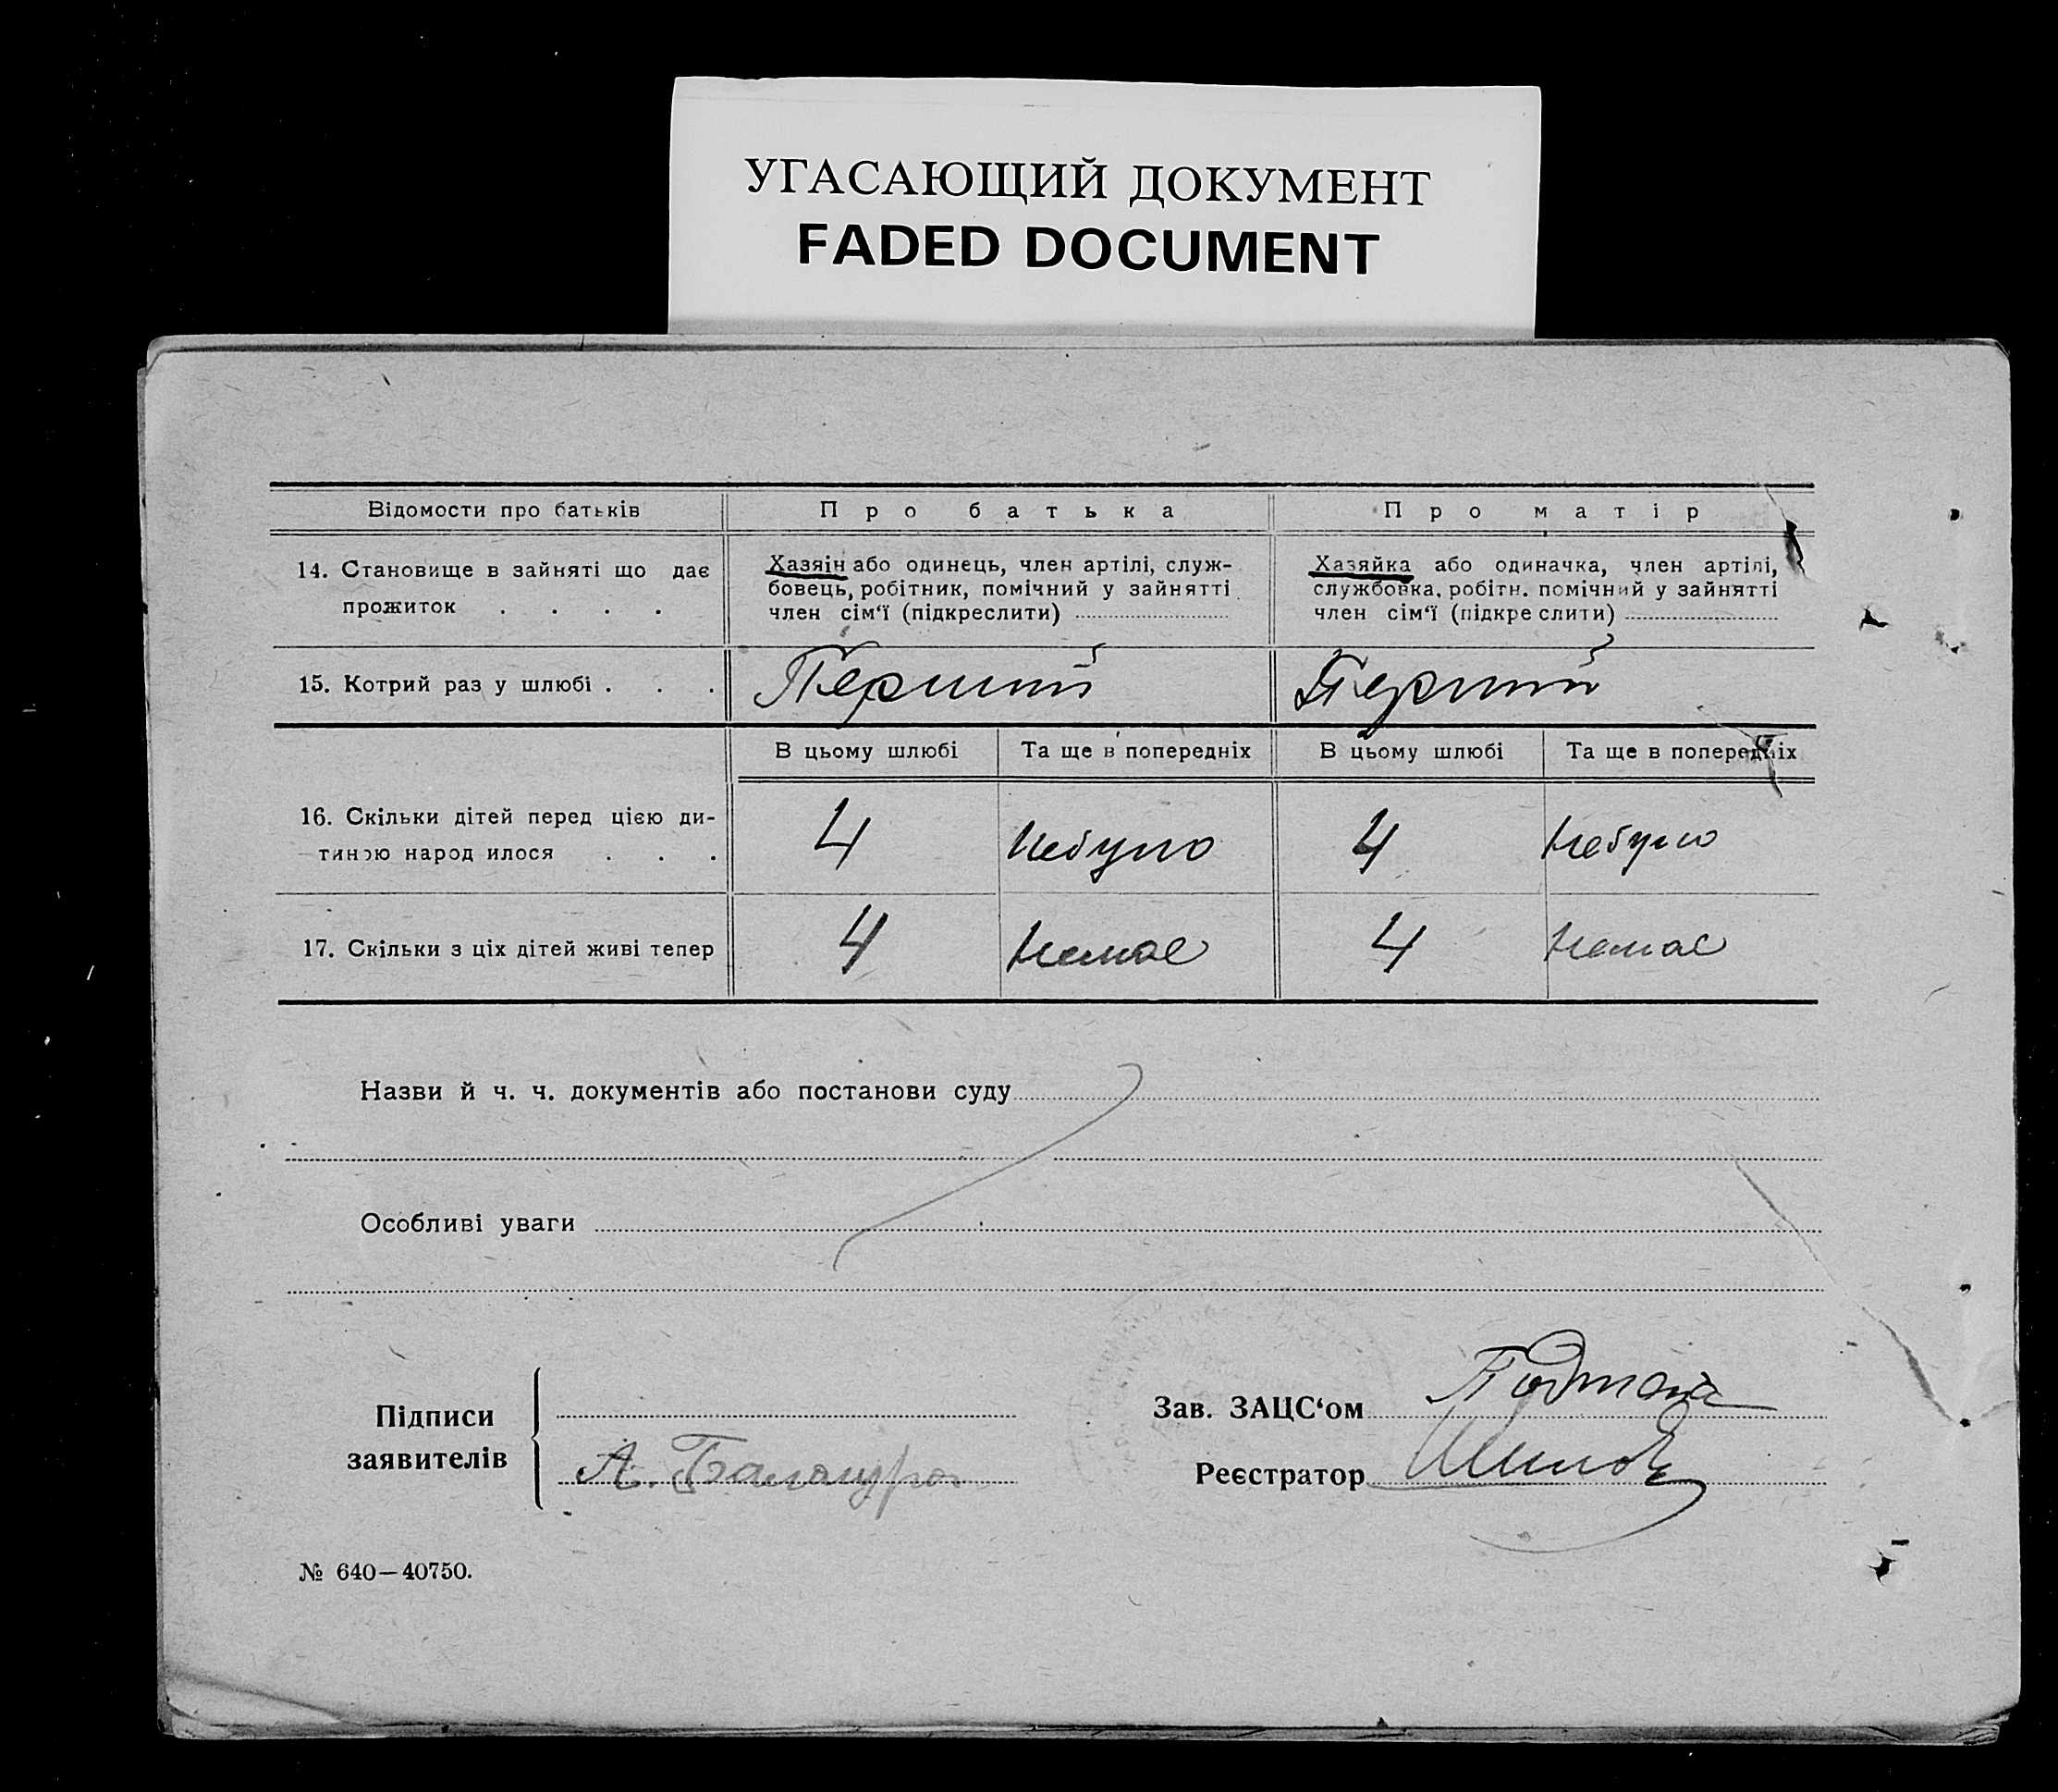 УГАСАЮЩИЙ ДОКУМЕНТ
FADED DOCUMENT
Відомости про батьків
Про батька
Про матір
14. Становище в зайняті що дає
прожиток . . . .
Хазяін або одинець, член артілі, служ-
бовець, робітник, помічний у зайнятті
член сім‘ї (підкреслити)
Хазяйка або одиначка, член артілі,
службовка, робітн. помічний у зайнятті
член сім‘ї (підкреслити)
15. Котрий раз у шлюбі . . .
Перший
Перший
В цьому шлюбі
Та ще в попередніх
В цьому шлюбі
Та ще в попередніх
16. Скільки дітей перед цією ди-
тиною народилося . . .
4
Небуло
4
Небуло
17. Скільки з ціх дітей живі тепер
4
Немає
4
Немає
Назви й ч. ч. документів або постанови суду
Особливі уваги
Підписи
заявителів
А.
Зав. ЗАЦС‘ом
Реєстратор
№ 640—40750.